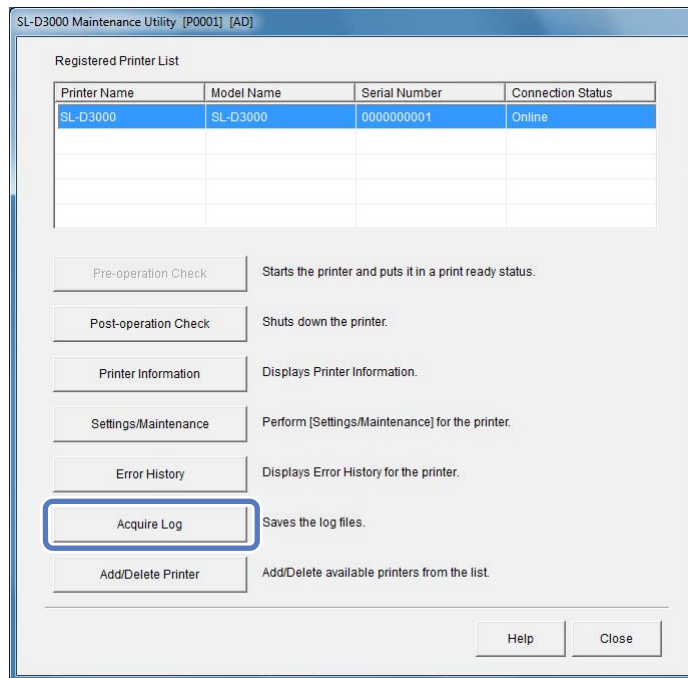 SL-D3000 Maintenance Utility [P0001] [AD]
Registered Printer List
Printer Name Model Name Serial Number Connection Status
SL-D3000 SL-D3000 0000000001 Online
Pre-operation Check Starts the printer and puts it in a print ready status.
Post-operation Check Shuts down the printer.
Printer Information Displays Printer Information.
Settings/Maintenance Perform [Settings/Maintenance] for the printer.
Error History Displays Error History for the printer.
Acquire Log Saves the log files.
Add/Delete Printer Add/Delete available printers from the list.
Help Close